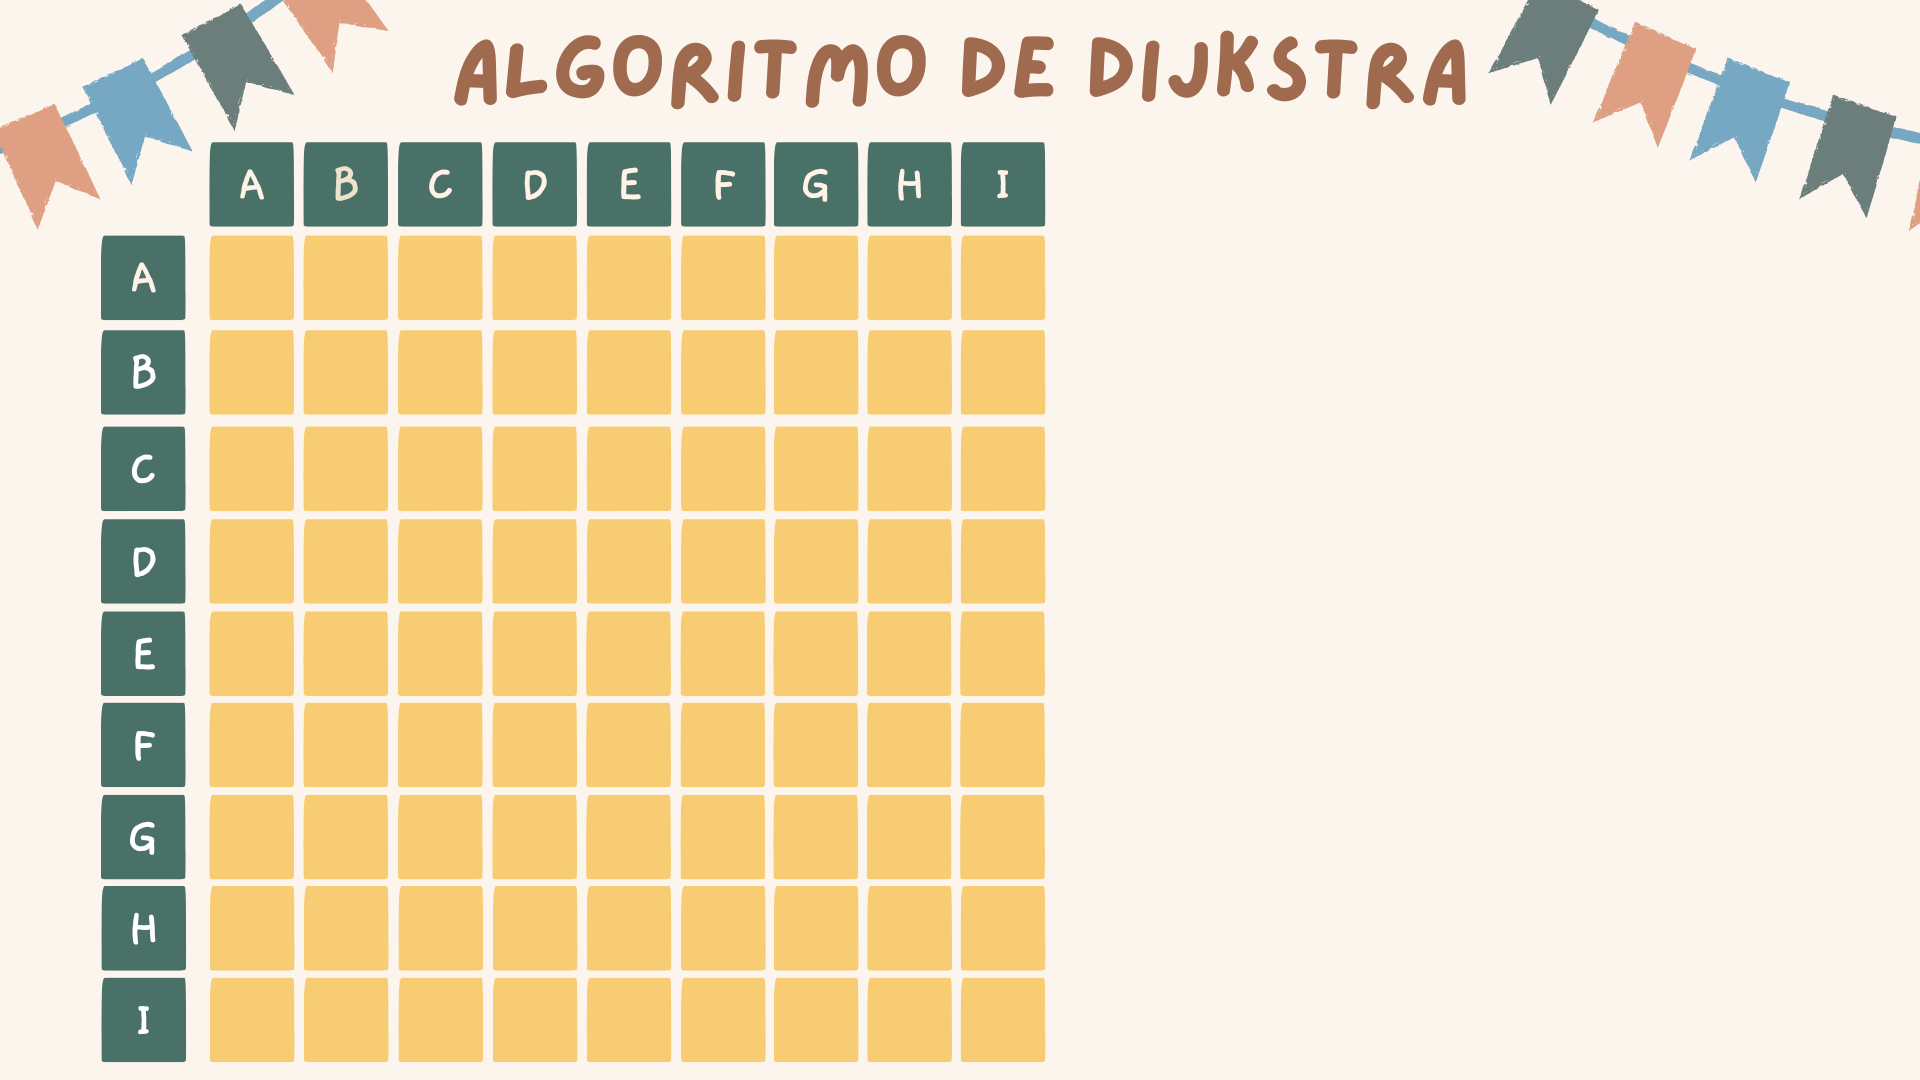 ALGORITMO DE DIJKSTRA
A B C D E F G H I
A
B
C
D
E
F
G
H
I